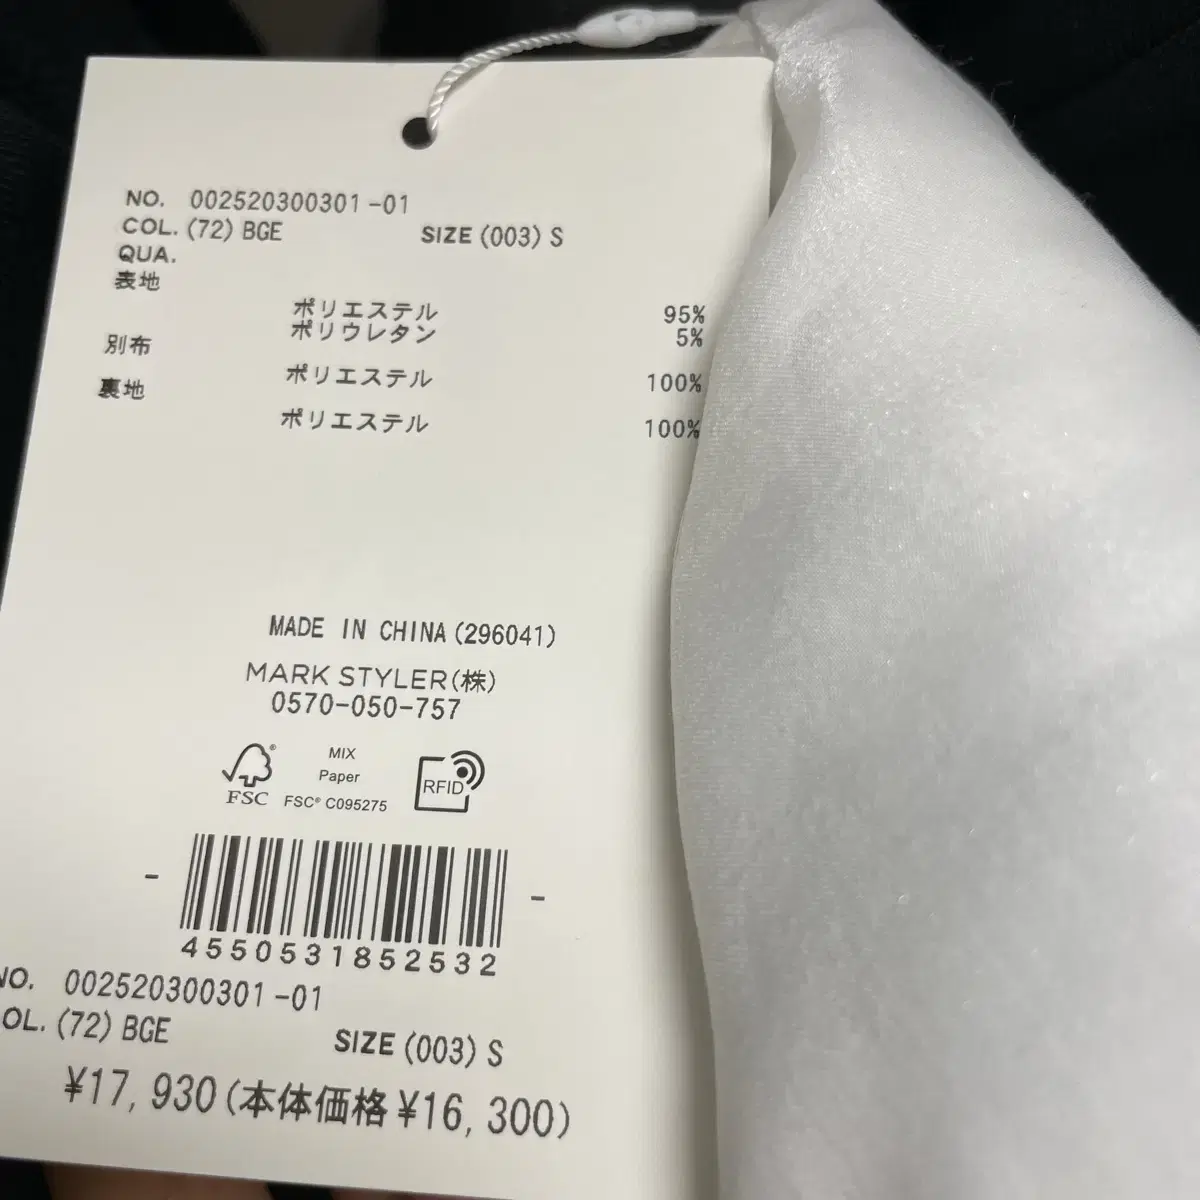 NO. 002520300301-01
COL. (72) BGE SIZE (003) S
QUA.
表地
ポリエステル 95%
ポリウレタン 5%
別布
ポリエステル 100%
裏地
ポリエステル 100%
MADE IN CHINA (296041)
MARK STYLER(株)
0570-050-757
MIX
Paper
FSC® FSC® C095275
RFID
- -
4550531852532
NO. 002520300301-01
OL. (72) BGE SIZE (003) S
¥17,930(本体価格¥16,300)